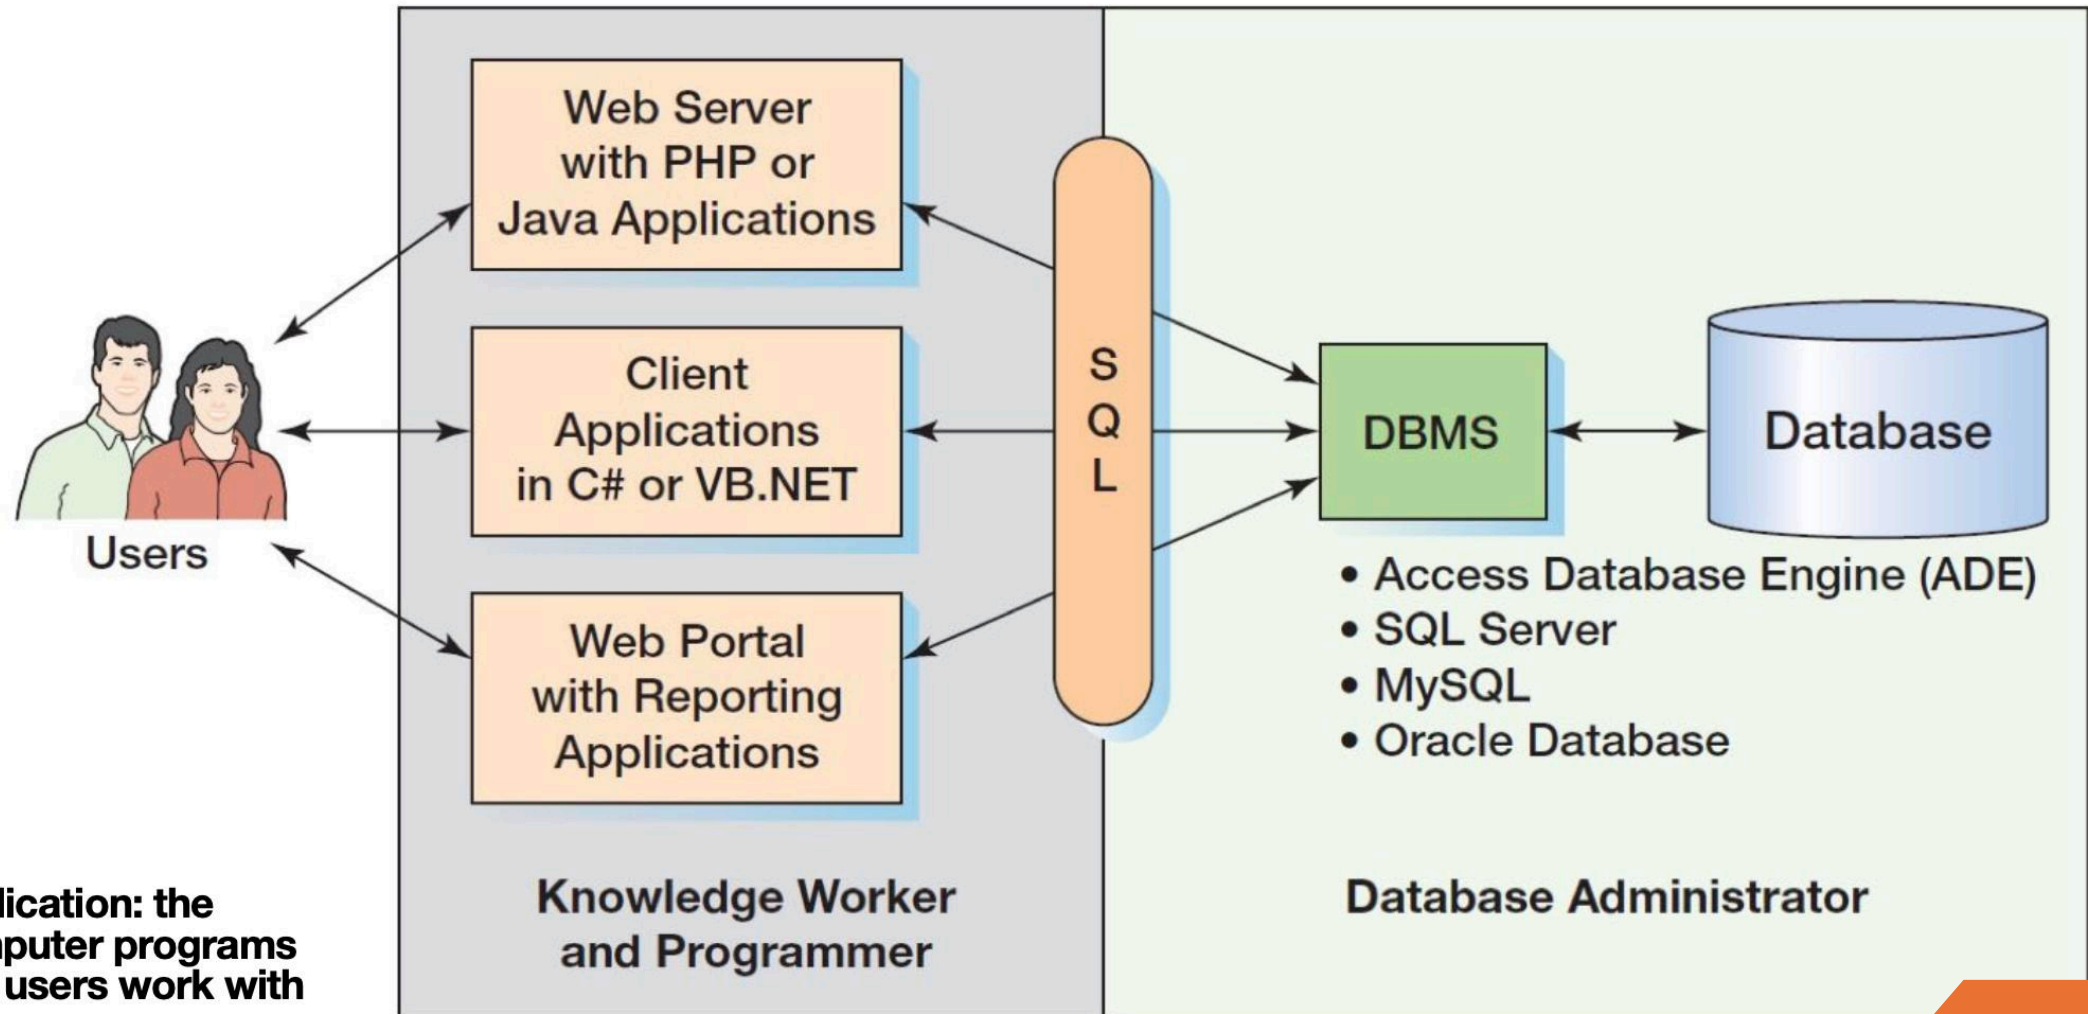 Web Server
with PHP or
Java Applications
Client
Applications
in C# or VB.NET
Web Portal
with Reporting
Applications
Users
S
Q
L
DBMS
Database
• Access Database Engine (ADE)
• SQL Server
• MySQL
• Oracle Database
Knowledge Worker
and Programmer
Database Administrator
the
programs
users work with